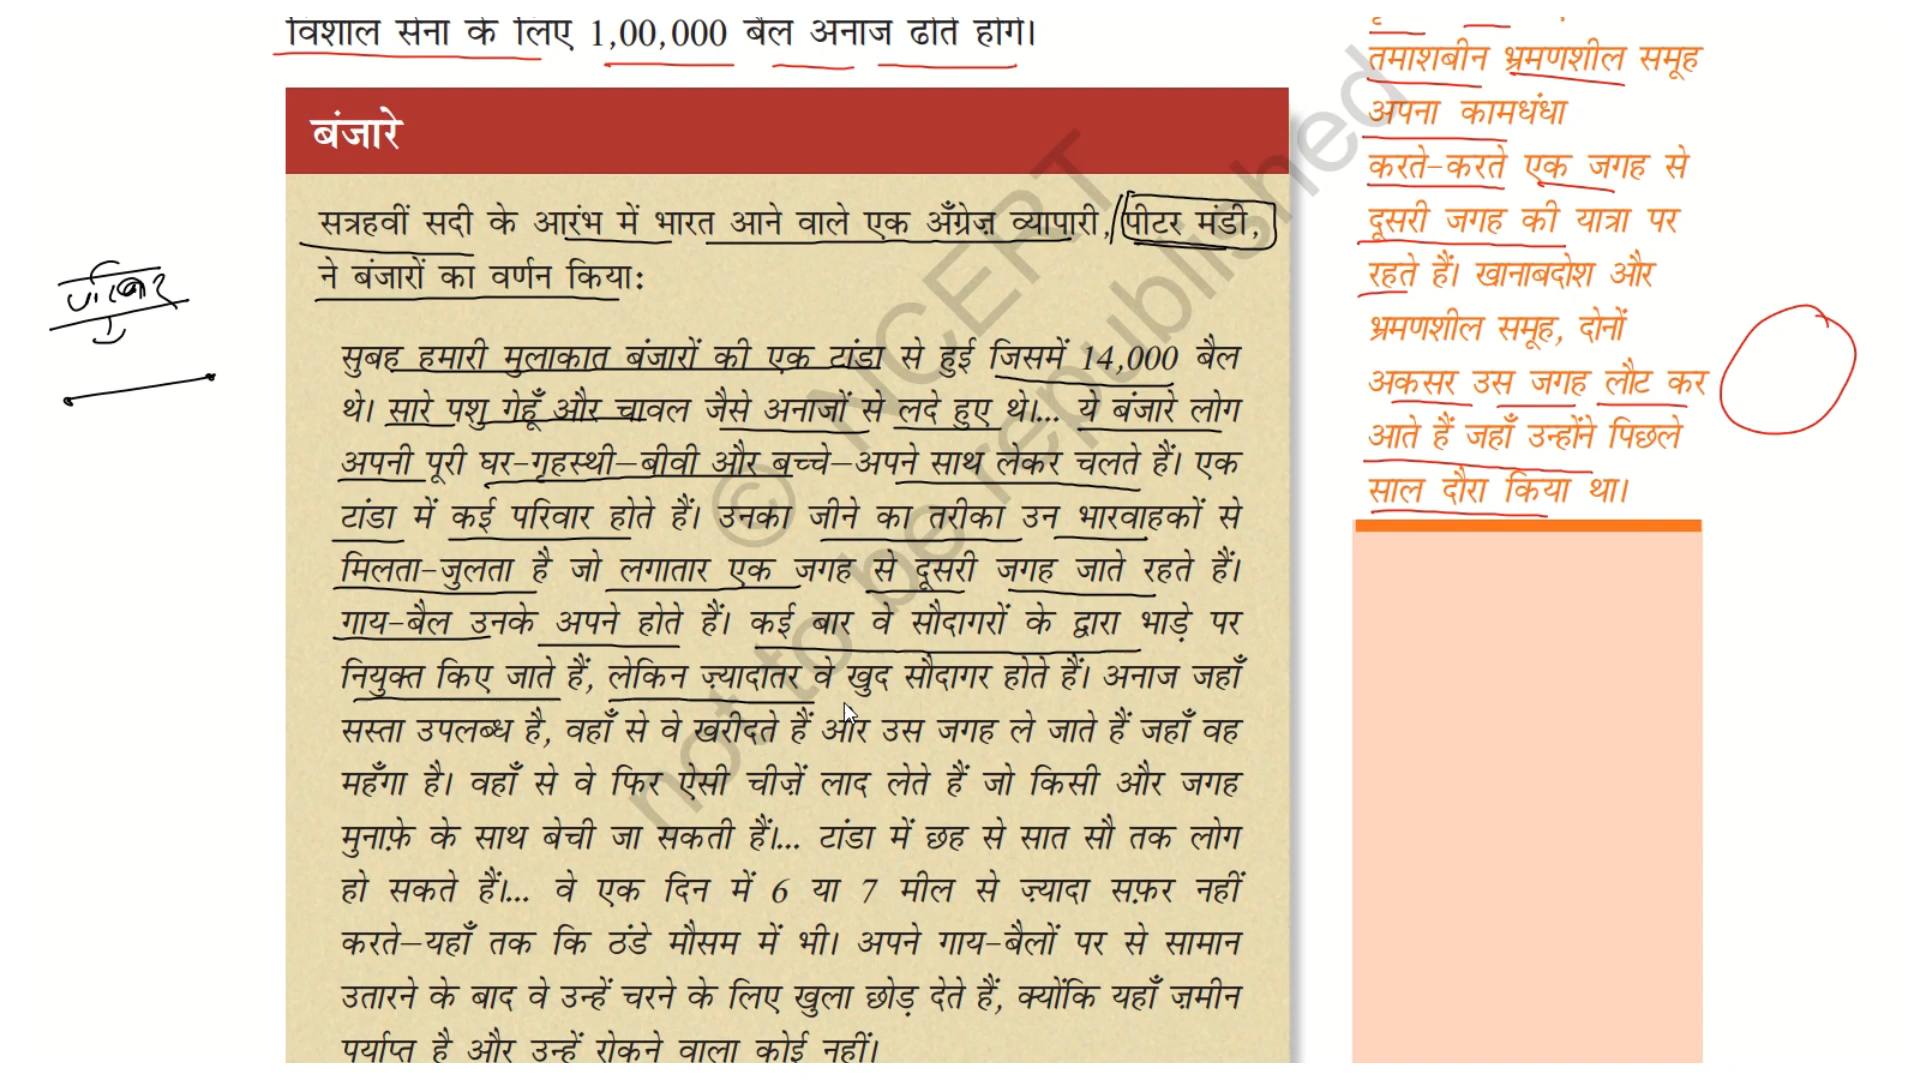 विशाल सेना के लिए 1,00,000 बैल अनाज ढोते होंगे।
बंजारे
सत्रहवीं सदी के आरंभ में भारत आने वाले एक अँग्रेज़ व्यापारी, पीटर मंडी,
ने बंजारों का वर्णन किया:
सुबह हमारी मुलाकात बंजारों की एक टांडा से हुई जिसमें 14,000 बैल
थे। सारे पशु गेहूँ और चावल जैसे अनाजों से लदे हुए थे।... ये बंजारे लोग
अपनी पूरी घर-गृहस्थी—बीवी और बच्चे—अपने साथ लेकर चलते हैं। एक
टांडा में कई परिवार होते हैं। उनका जीने का तरीका उन भारवाहकों से
मिलता-जुलता है जो लगातार एक जगह से दूसरी जगह जाते रहते हैं।
गाय-बैल उनके अपने होते हैं। कई बार वे सौदागरों के द्वारा भाड़े पर
नियुक्त किए जाते हैं, लेकिन ज़्यादातर वे खुद सौदागर होते हैं। अनाज जहाँ
सस्ता उपलब्ध है, वहाँ से वे खरीदते हैं और उस जगह ले जाते हैं जहाँ वह
महँगा है। वहाँ से वे फिर ऐसी चीज़ें लाद लेते हैं जो किसी और जगह
मुनाफ़े के साथ बेची जा सकती हैं।... टांडा में छह से सात सौ तक लोग
हो सकते हैं।... वे एक दिन में 6 या 7 मील से ज़्यादा सफ़र नहीं
करते—यहाँ तक कि ठंडे मौसम में भी। अपने गाय-बैलों पर से सामान
उतारने के बाद वे उन्हें चरने के लिए खुला छोड़ देते हैं, क्योंकि यहाँ ज़मीन
पर्याप्त है और उन्हें रोकने वाला कोई नहीं।
तमाशबीन भ्रमणशील समूह
अपना कामधंधा
करते-करते एक जगह से
दूसरी जगह की यात्रा पर
रहते हैं। खानाबदोश और
भ्रमणशील समूह, दोनों
अकसर उस जगह लौट कर
आते हैं जहाँ उन्होंने पिछले
साल दौरा किया था।
© NCERT
not to be republished